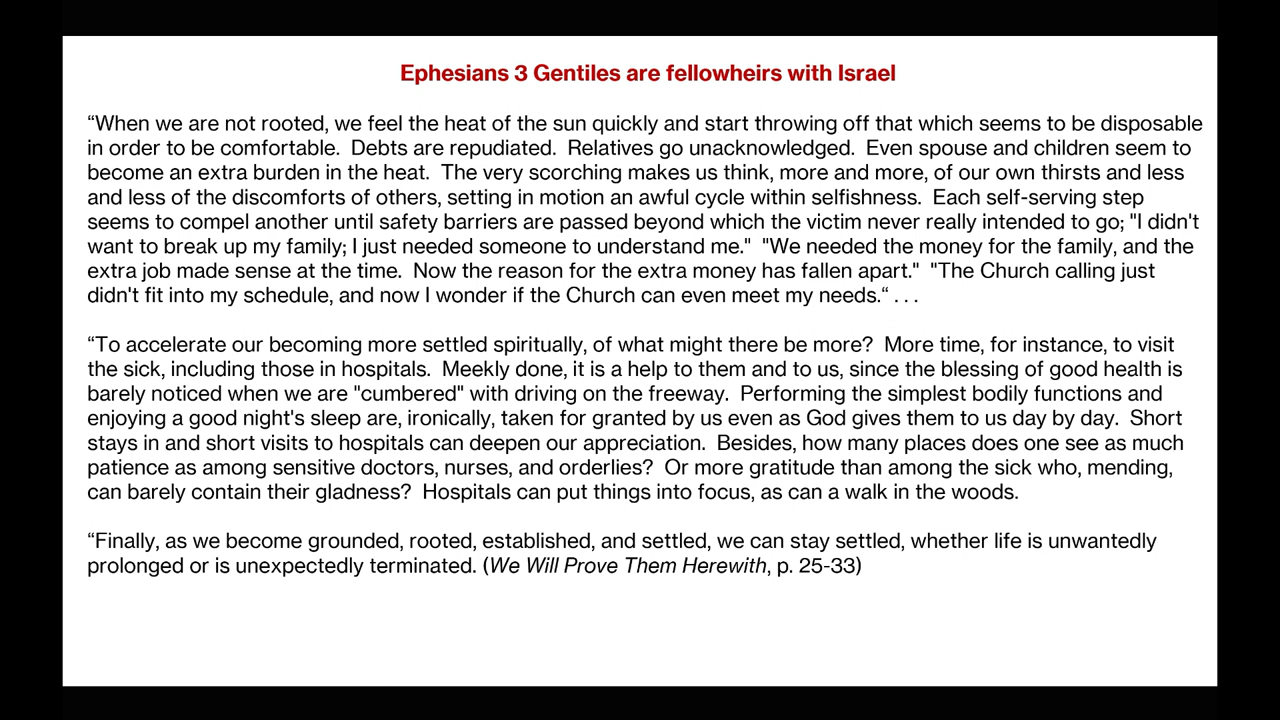 Ephesians 3 Gentiles are fellowheirs with Israel
“When we are not rooted, we feel the heat of the sun quickly and start throwing off that which seems to be disposable
in order to be comfortable.  Debts are repudiated.  Relatives go unacknowledged.  Even spouse and children seem to
become an extra burden in the heat.  The very scorching makes us think, more and more, of our own thirsts and less
and less of the discomforts of others, setting in motion an awful cycle within selfishness.  Each self-serving step
seems to compel another until safety barriers are passed beyond which the victim never really intended to go; "I didn't
want to break up my family; I just needed someone to understand me."  "We needed the money for the family, and the
extra job made sense at the time.  Now the reason for the extra money has fallen apart."  "The Church calling just
didn't fit into my schedule, and now I wonder if the Church can even meet my needs.“ . . .
“To accelerate our becoming more settled spiritually, of what might there be more?  More time, for instance, to visit
the sick, including those in hospitals.  Meekly done, it is a help to them and to us, since the blessing of good health is
barely noticed when we are "cumbered" with driving on the freeway.  Performing the simplest bodily functions and
enjoying a good night's sleep are, ironically, taken for granted by us even as God gives them to us day by day.  Short
stays in and short visits to hospitals can deepen our appreciation.  Besides, how many places does one see as much
patience as among sensitive doctors, nurses, and orderlies?  Or more gratitude than among the sick who, mending,
can barely contain their gladness?  Hospitals can put things into focus, as can a walk in the woods.
“Finally, as we become grounded, rooted, established, and settled, we can stay settled, whether life is unwantedly
prolonged or is unexpectedly terminated. (We Will Prove Them Herewith, p. 25-33)